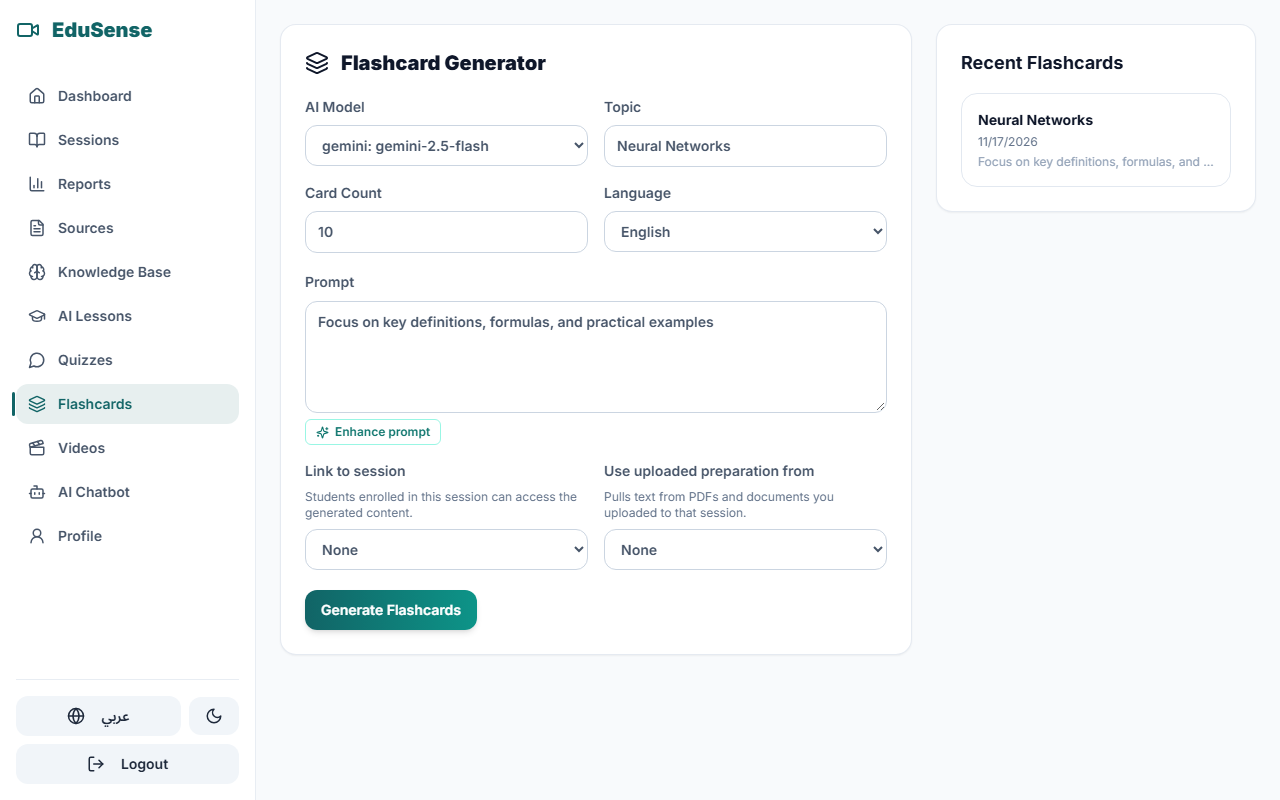 EduSense
Dashboard
Sessions
Reports
Sources
Knowledge Base
AI Lessons
Quizzes
Flashcards
Videos
AI Chatbot
Profile
عربي
Logout
Flashcard Generator
AI Model
gemini: gemini-2.5-flash
Topic
Neural Networks
Card Count
10
Language
English
Prompt
Focus on key definitions, formulas, and practical examples
Enhance prompt
Link to session
Students enrolled in this session can access the
generated content.
None
Use uploaded preparation from
Pulls text from PDFs and documents you
uploaded to that session.
None
Generate Flashcards
Recent Flashcards
Neural Networks
11/17/2026
Focus on key definitions, formulas, and ...